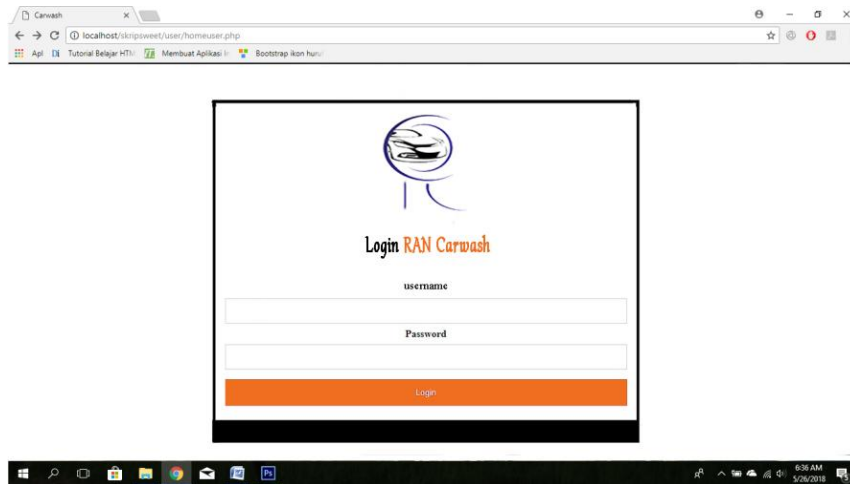 Carwash
localhost/skripsweet/user/homeuser.php
Apl Tutorial Belajar HTM Membuat Aplikasi Bootstrap ikon huru
Login RAN Carwash
username
Password
Login
6:36 AM
5/26/2018